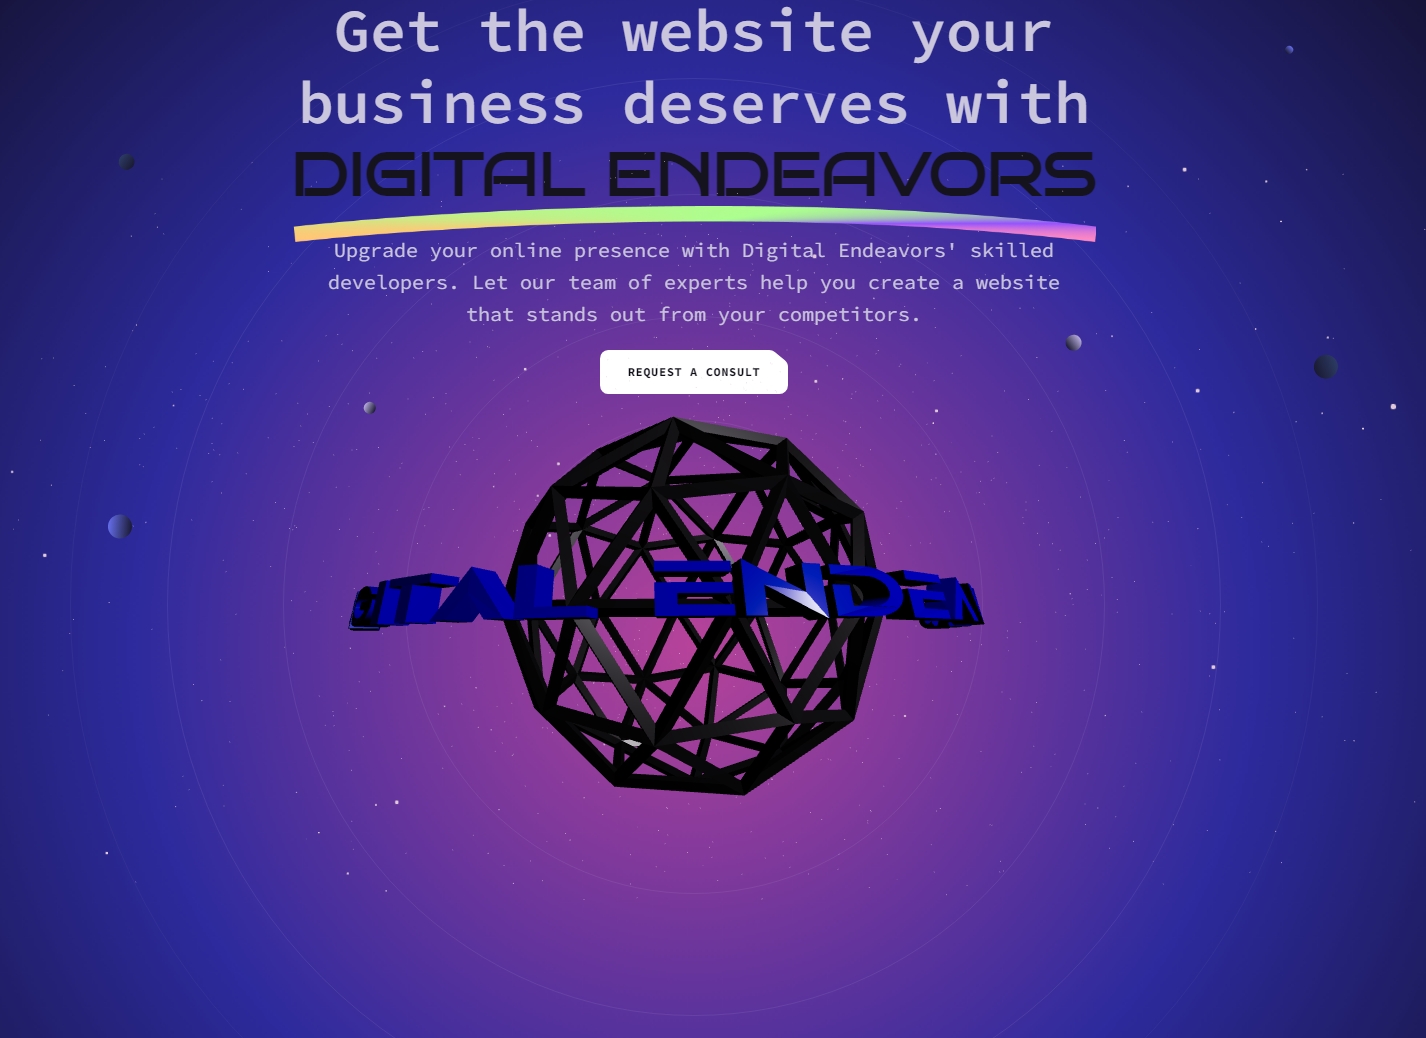 Get the website your
business deserves with
DIGITAL ENDEAVORS
Upgrade your online presence with Digital Endeavors' skilled
developers. Let our team of experts help you create a website
that stands out from your competitors.
REQUEST A CONSULT
ITAL ENDEA